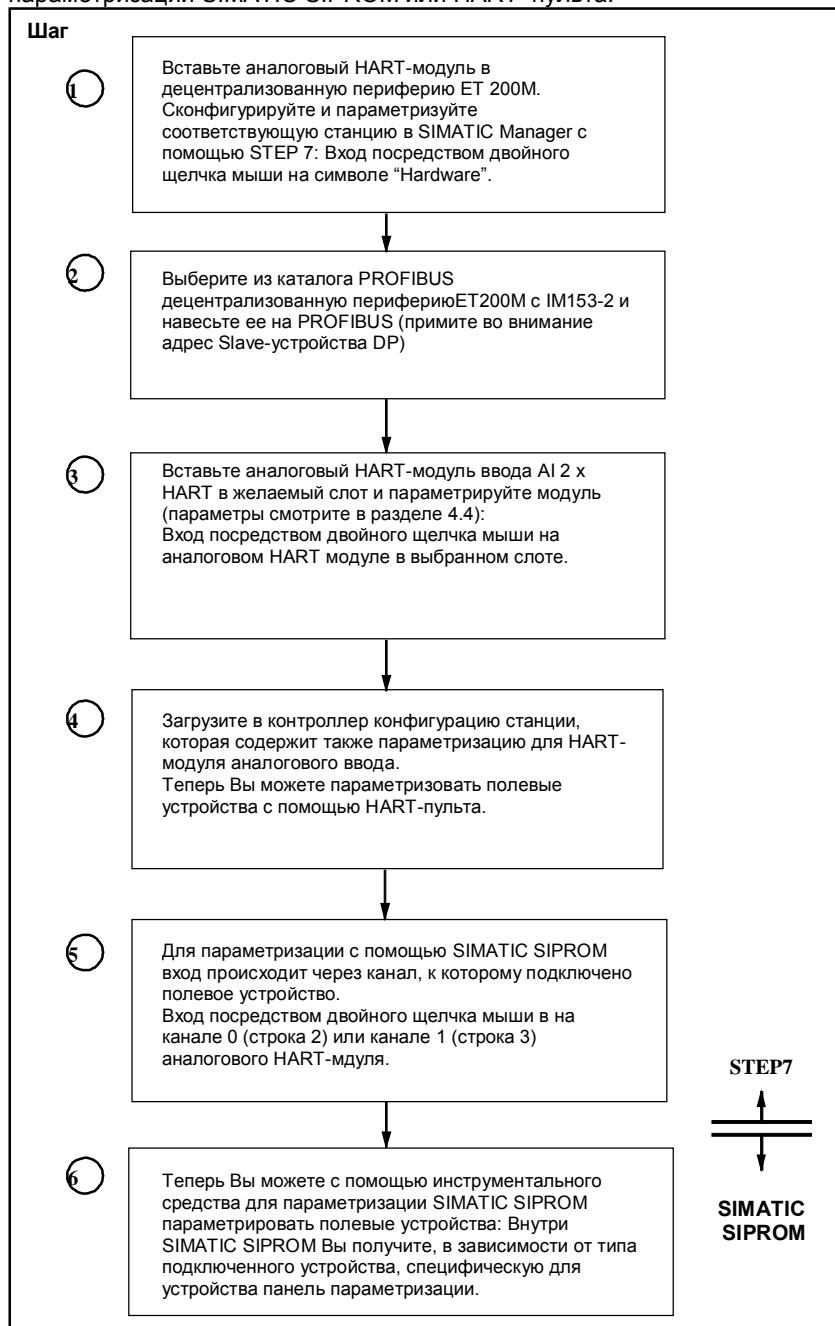 параметризации SIMATIC SIPROM или HART- пульта:
Шаг
1
Вставьте аналоговый HART-модуль в
децентрализованную периферию ET 200M.
Сконфигурируйте и параметризуйте
соответствующую станцию в SIMATIC Manager с
помощью STEP 7: Вход посредством двойного
щелчка мыши на символе “Hardware”.
2
Выберите из каталога PROFIBUS
децентрализованную перифериюET200M с IM153-2 и
навесьте ее на PROFIBUS (примите во внимание
адрес Slave-устройства DP)
3
Вставьте аналоговый HART-модуль ввода AI 2 x
HART в желаемый слот и параметрируйте модуль
(параметры смотрите в разделе 4.4):
Вход посредством двойного щелчка мыши на
аналоговом HART модуле в выбранном слоте.
4
Загрузите в контроллер конфигурацию станции,
которая содержит также параметризацию для HART-
модуля аналогового ввода.
Теперь Вы можете параметризовать полевые
устройства с помощью HART-пульта.
5
Для параметризации с помощью SIMATIC SIPROM
вход происходит через канал, к которому подключено
полевое устройство.
Вход посредством двойного щелчка мыши в на
канале 0 (строка 2) или канале 1 (строка 3)
аналогового HART-мдуля.
STEP7
SIMATIC
SIPROM
6
Теперь Вы можете с помощью инструментального
средства для параметризации SIMATIC SIPROM
параметрировать полевые устройства: Внутри
SIMATIC SIPROM Вы получите, в зависимости от типа
подключенного устройства, специфическую для
устройства панель параметризации.